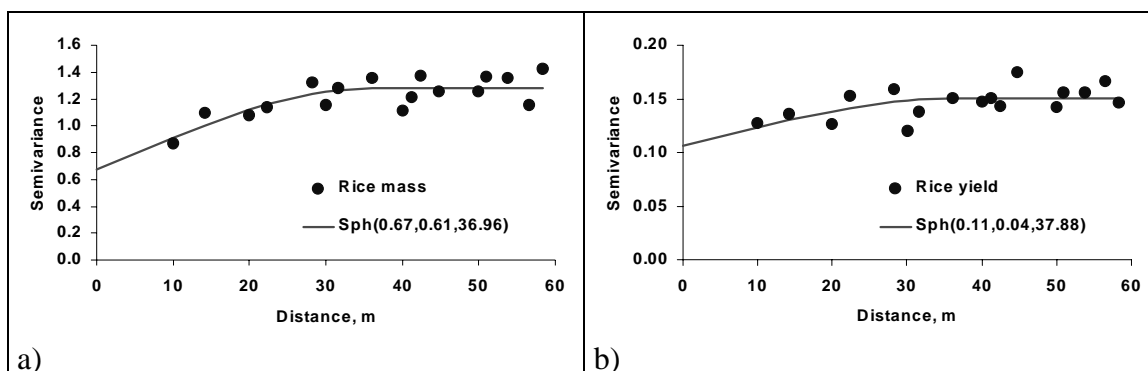 Semivariance
1.6
1.4
1.2
1.0
0.8
0.6
0.4
0.2
0.0
Rice mass
Sph(0.67,0.61,36.96)
0 10 20 30 40 50 60
Distance, m
a)
Semivariance
0.20
0.15
0.10
0.05
0.00
Rice yield
Sph(0.11,0.04,37.88)
0 10 20 30 40 50 60
Distance, m
b)